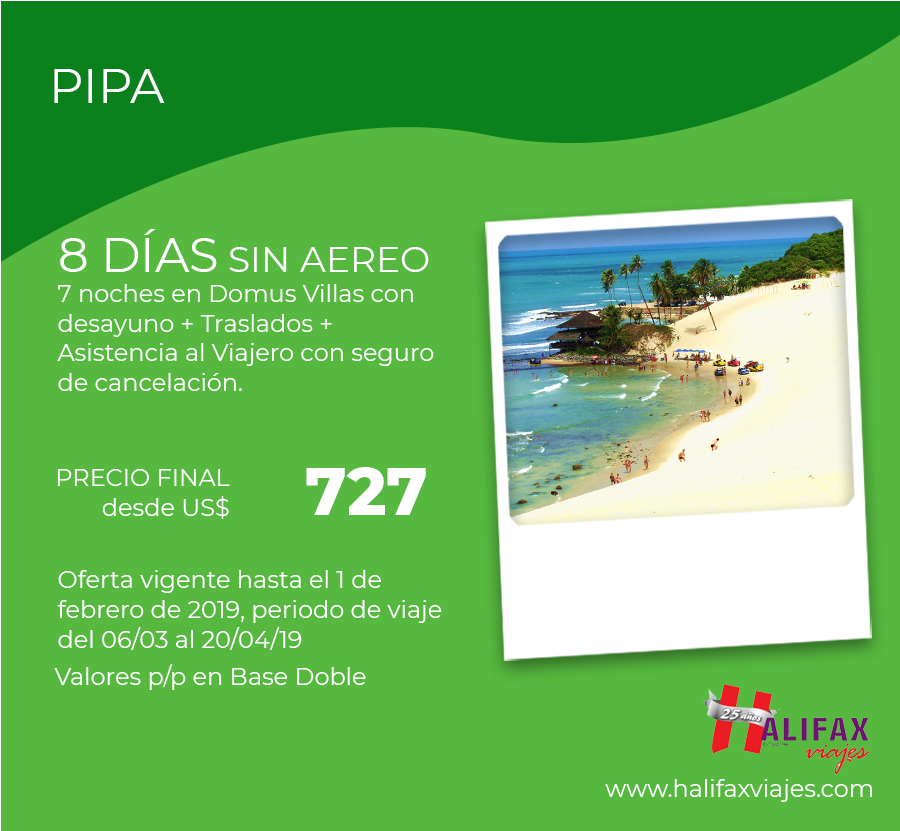 PIPA
8 DÍAS SIN AEREO
7 noches en Domus Villas con
desayuno + Traslados +
Asistencia al Viajero con seguro
de cancelación.
PRECIO FINAL
desde US$
727
Oferta vigente hasta el 1 de
febrero de 2019, periodo de viaje
del 06/03 al 20/04/19
Valores p/p en Base Doble
25 años
HALIFAX
viajes
www.halifaxviajes.com